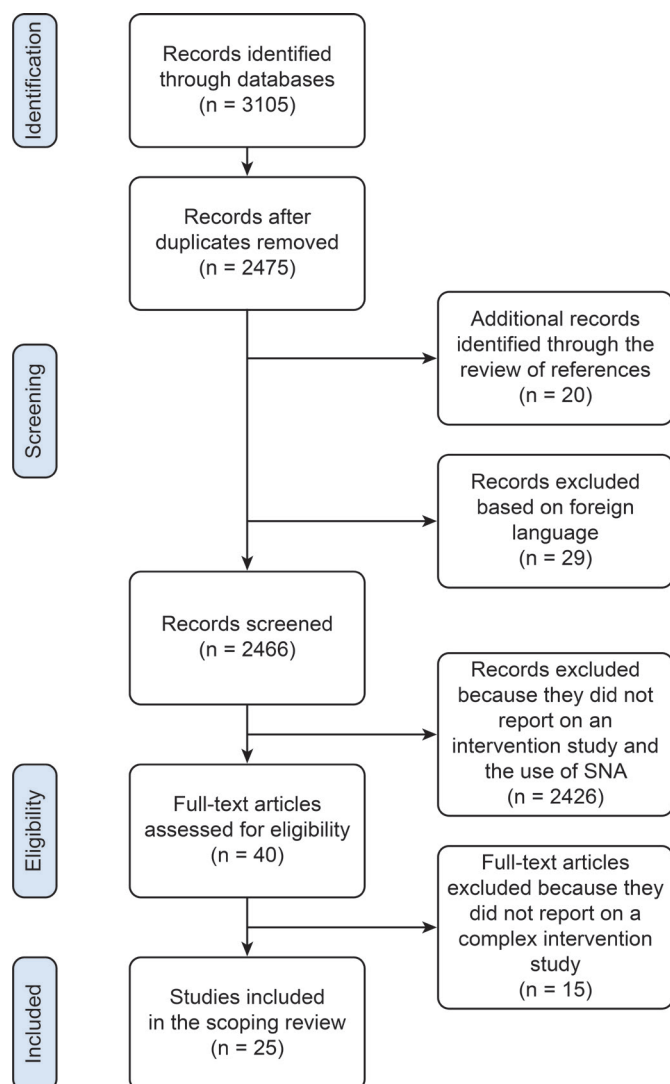 Identification
Records identified
through databases
(n = 3105)
Records after
duplicates removed
(n = 2475)
Screening
Additional records
identified through the
review of references
(n = 20)
Records excluded
based on foreign
language
(n = 29)
Records screened
(n = 2466)
Records excluded
because they did not
report on an
intervention study and
the use of SNA
(n = 2426)
Eligibility
Full-text articles
assessed for eligibility
(n = 40)
Full-text articles
excluded because they
did not report on a
complex intervention
study
(n = 15)
Included
Studies included
in the scoping review
(n = 25)